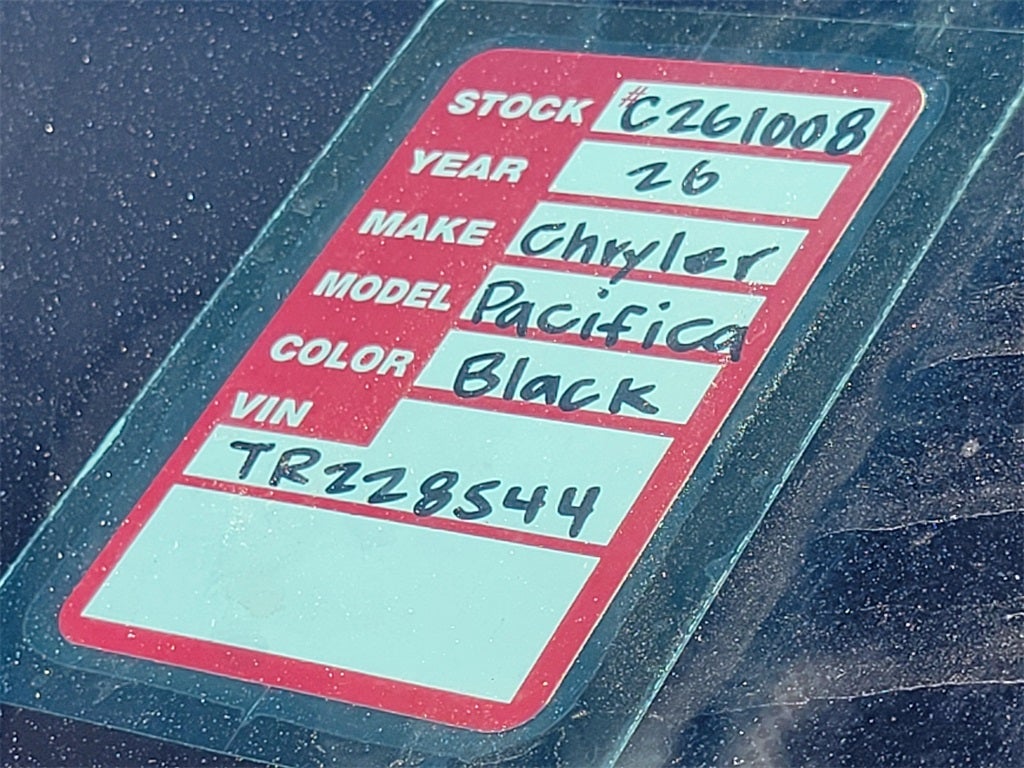 STOCK #C261008
YEAR 26
MAKE Chryler
MODEL Pacifica
COLOR Black
VIN
TR228544